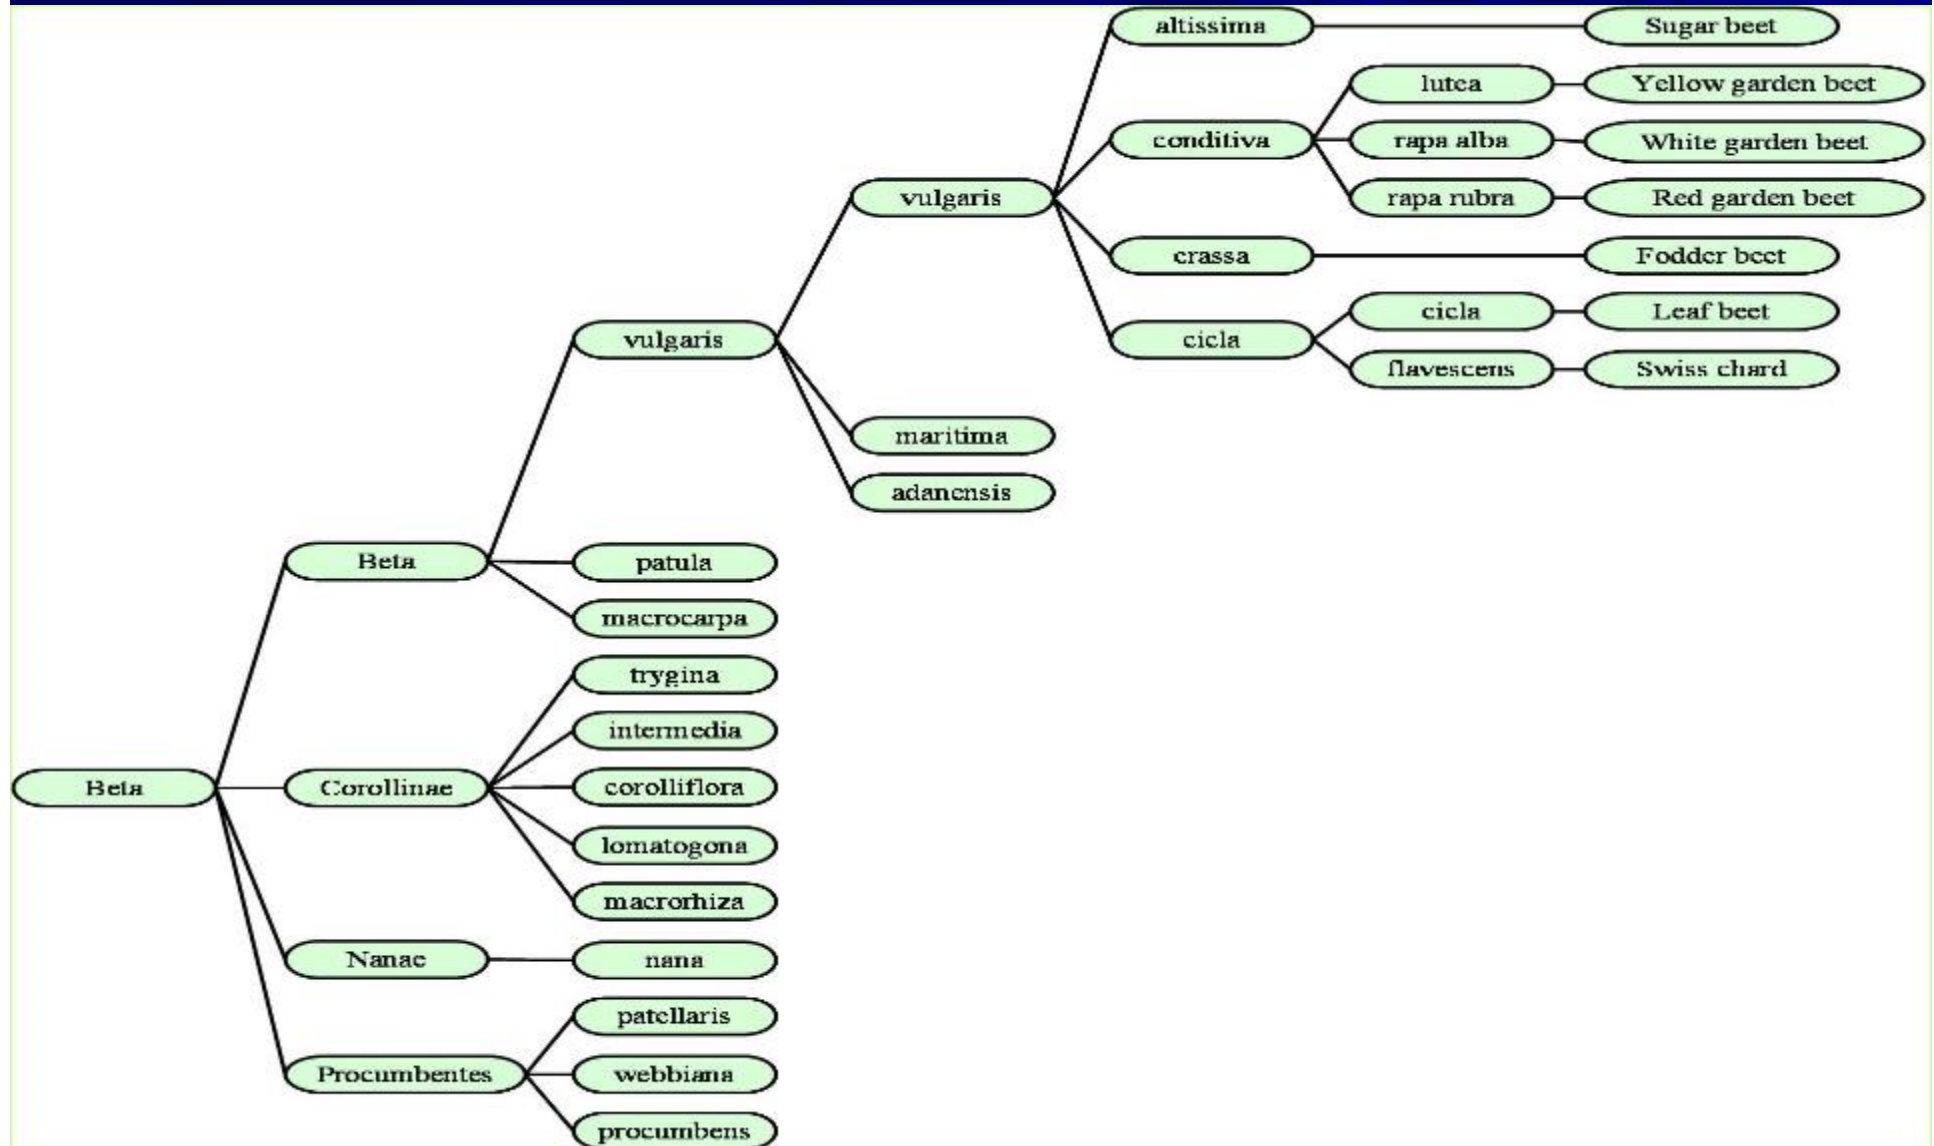 altissima Sugar beet
lutea Yellow garden beet
conditiva rapa alba White garden beet
vulgaris rapa rubra Red garden beet
crassa Fodder beet
cicla Leaf beet
vulgaris cicla
flavescens Swiss chard
maritima
adanensis
Beta patula
macrocarpa
trygina
intermedia
Beta Corollinae corolliflora
lomatogona
macrorhiza
Nanae nana
patellaris
Procumbentes webbiana
procumbens